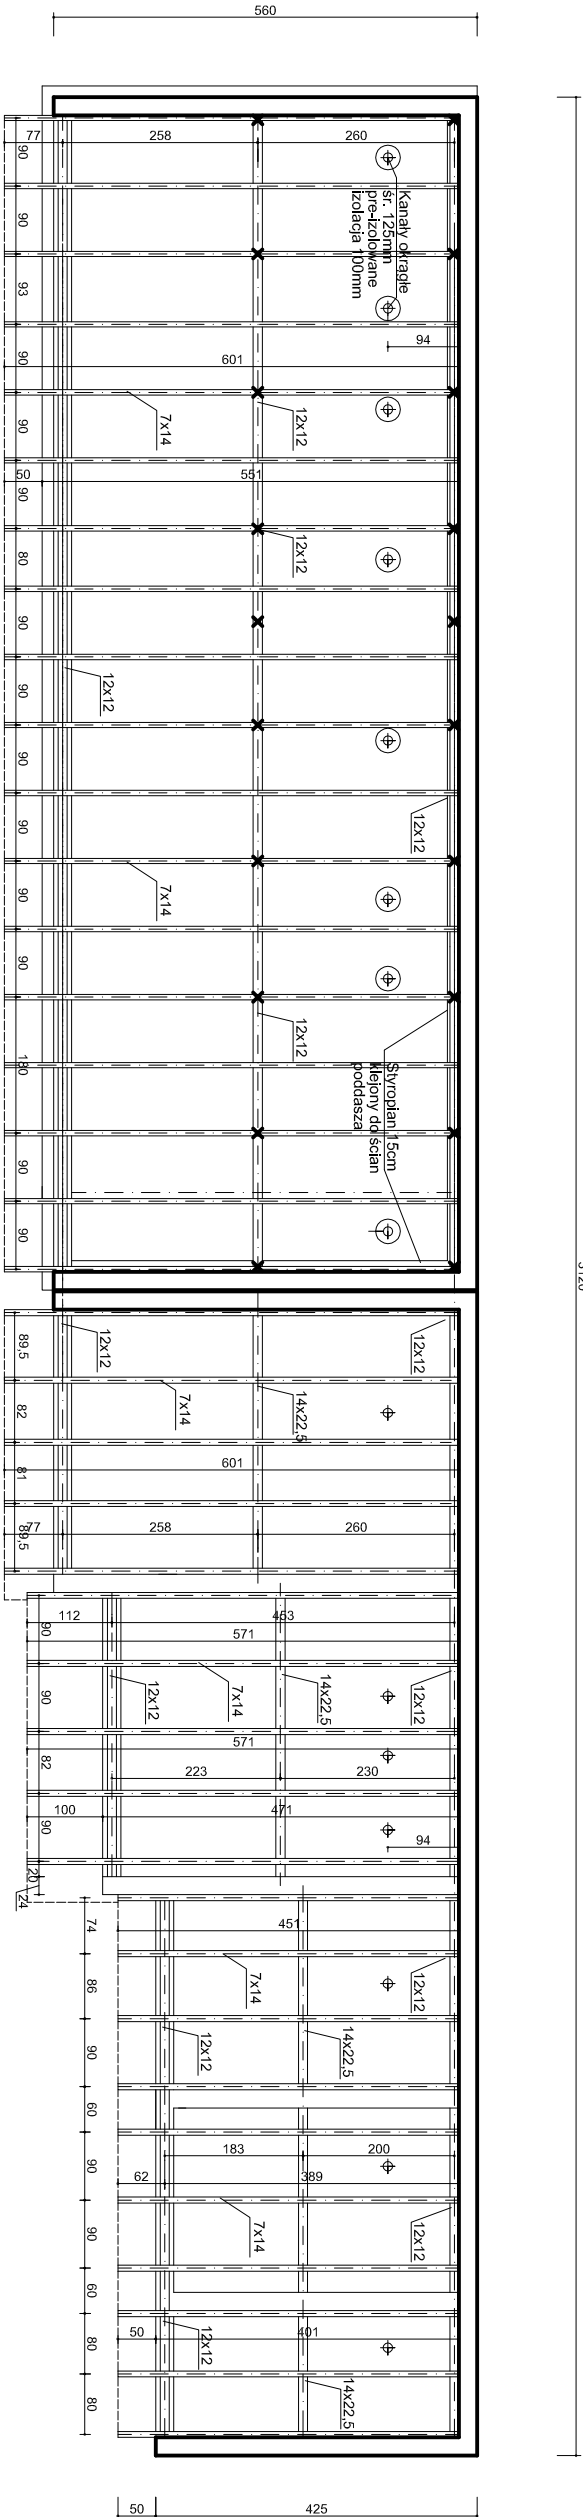 560
3120
77
258
260
90
Kanały okrągłe
śr. 125mm
pre-izolowane
izolacja 100mm
90
93
94
90
601
7x14
12x12
90
50
551
90
12x12
80
90
12x12
90
90
12x12
90
7x14
90
90
12x12
Styropian 15cm
klejony do ścian
poddasza
180
90
90
89,5
12x12
12x12
7x14
14x22,5
82
81
601
89,5
77
258
260
112
453
90
571
12x12
7x14
14x22,5
12x12
90
571
82
223
230
100
471
90
94
20
24
74
451
7x14
12x12
86
12x12
14x22,5
90
60
183
200
90
62
389
7x14
12x12
90
60
12x12
50
401
80
14x22,5
80
50
425